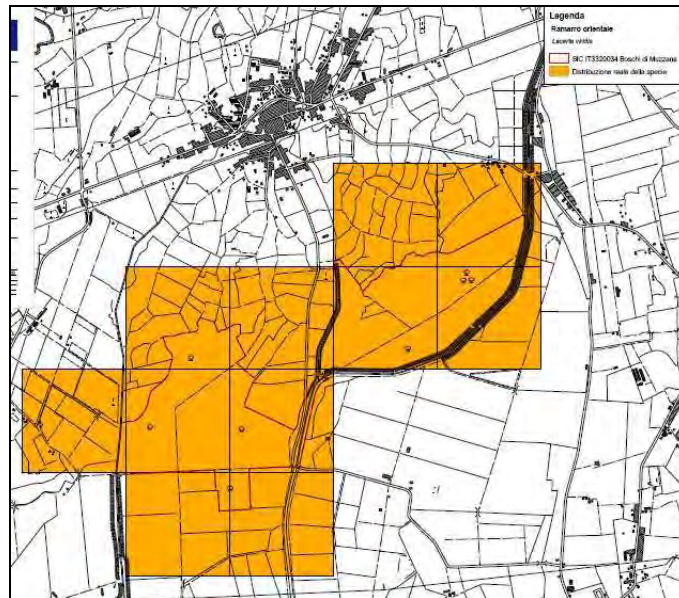 Legenda
Ramarro orientale
Lacerta viridis
SIC IT3320034 Boschi di Muzzana
Distribuzione reale della specie